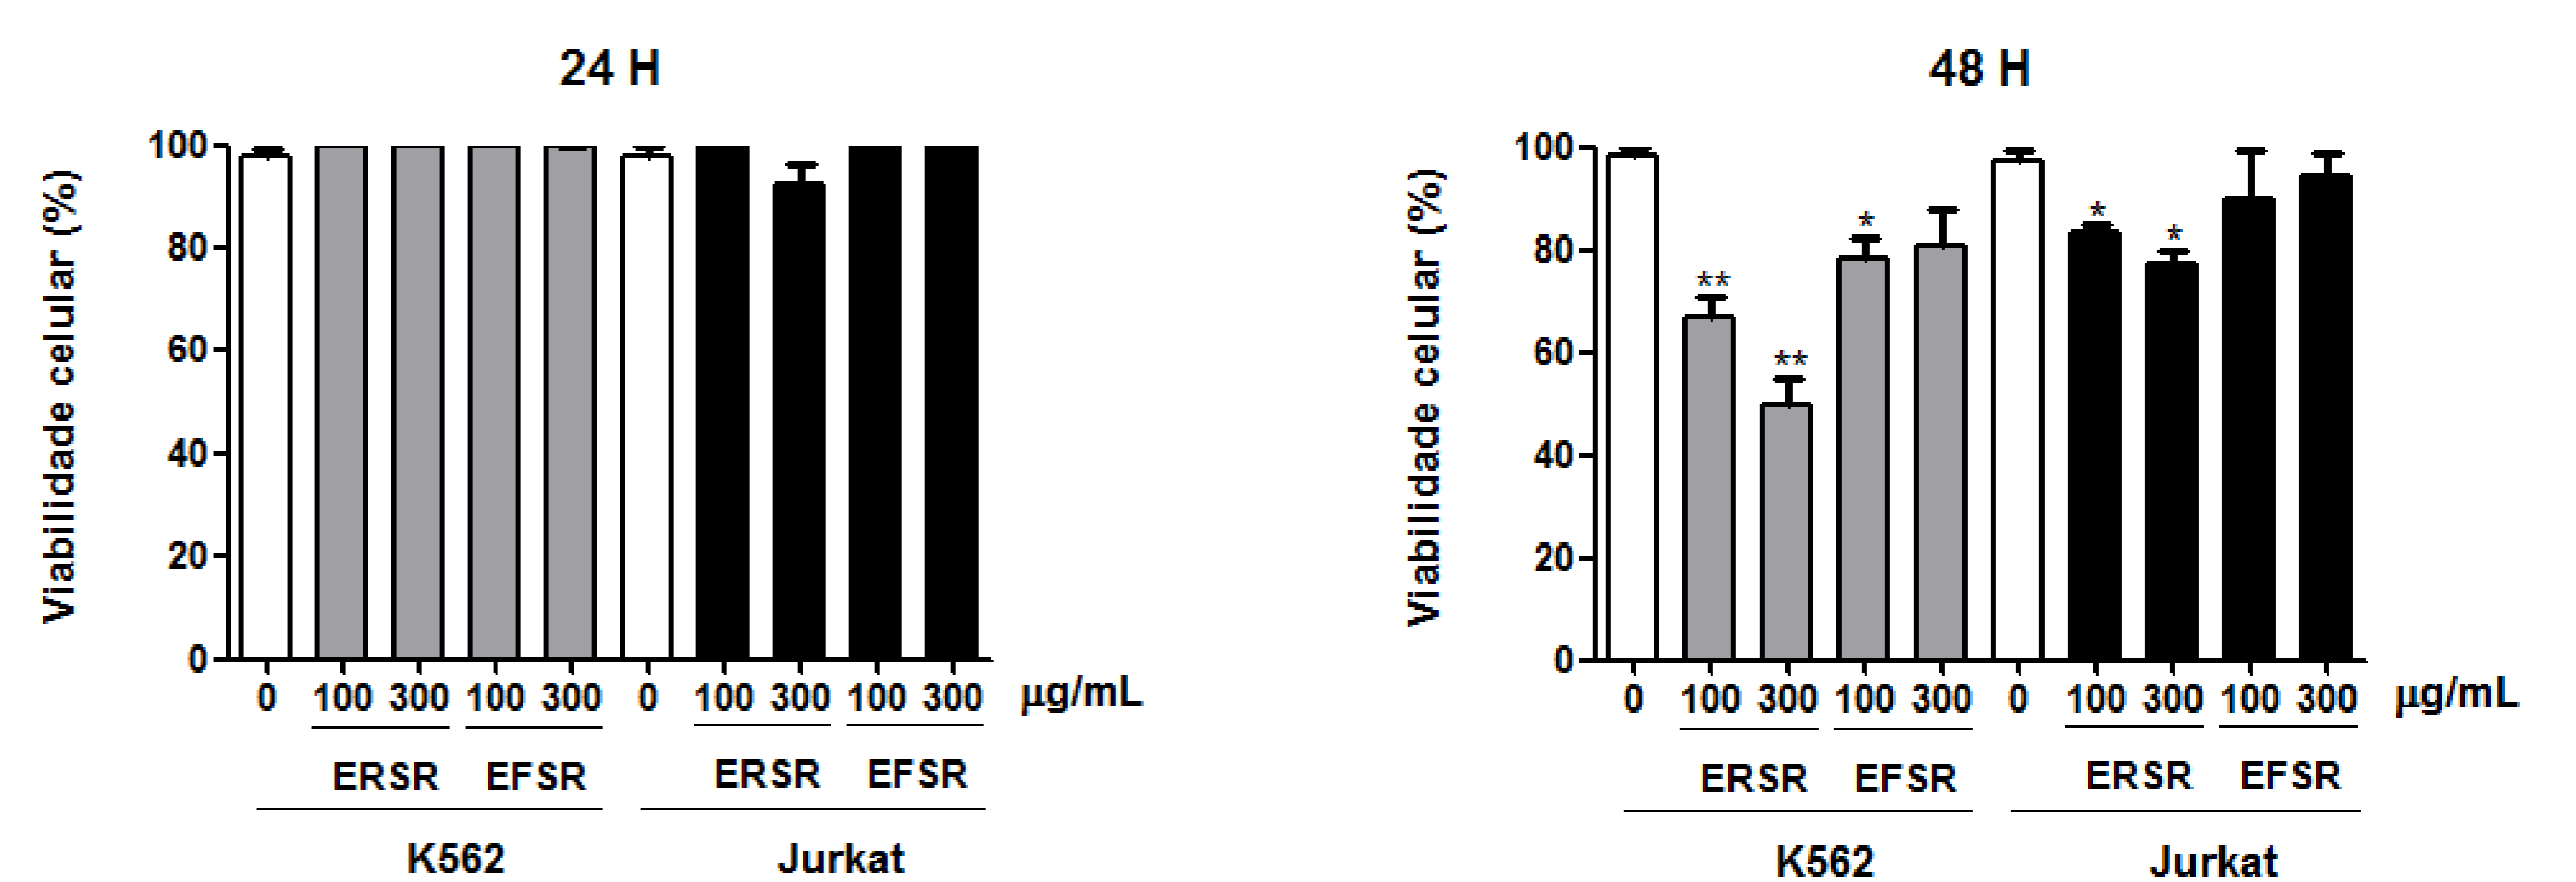 24 H
Viabilidade celular (%)
100
80
60
40
20
0
0 100 300 100 300 0 100 300 100 300 µg/mL
ERSR EFSR ERSR EFSR
K562 Jurkat
48 H
Viabilidade celular (%)
100
80
60
40
20
0
** ** * * *
0 100 300 100 300 0 100 300 100 300 µg/mL
ERSR EFSR ERSR EFSR
K562 Jurkat